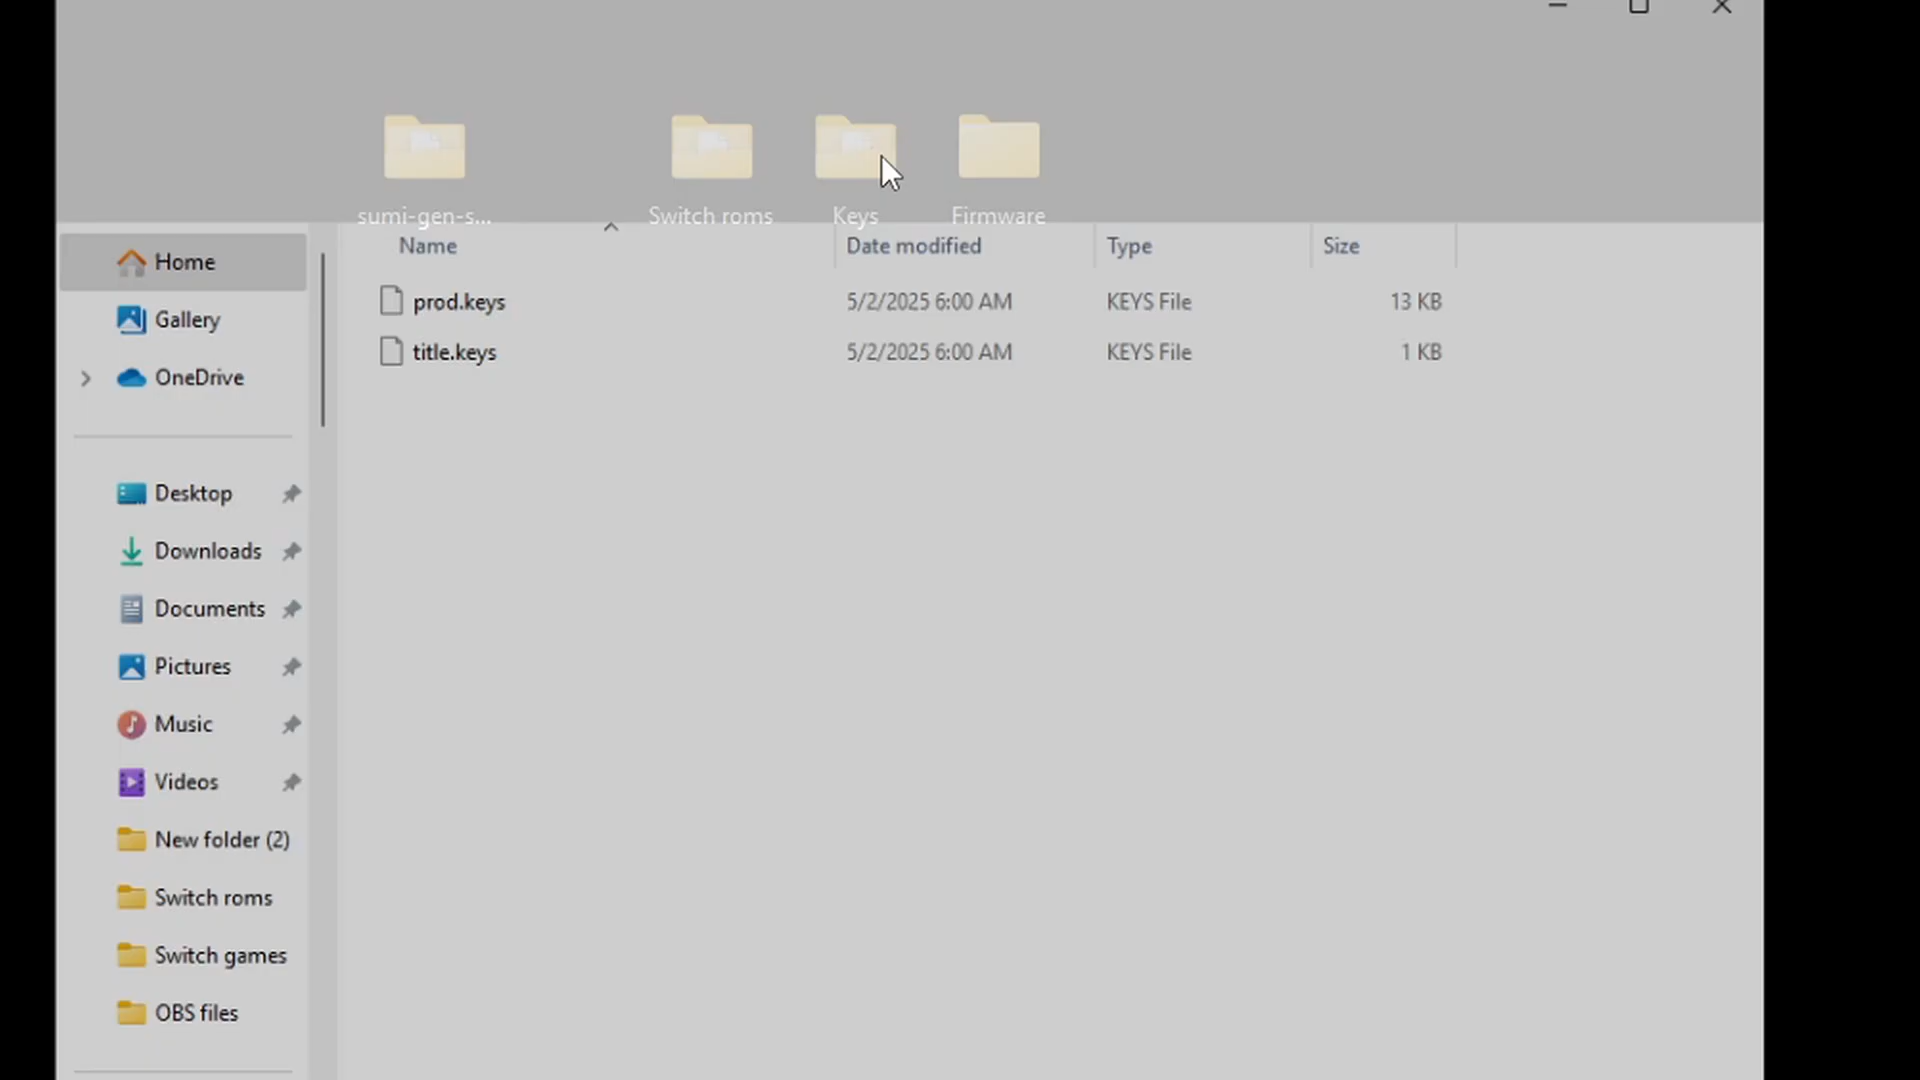 sumi-gen-s...
Switch roms
Keys
Firmware
Name
Date modified
Type
Size
Home
prod.keys
5/2/2025 6:00 AM
KEYS File
13 KB
Gallery
title.keys
5/2/2025 6:00 AM
KEYS File
1 KB
OneDrive
Desktop
Downloads
Documents
Pictures
Music
Videos
New folder (2)
Switch roms
Switch games
OBS files